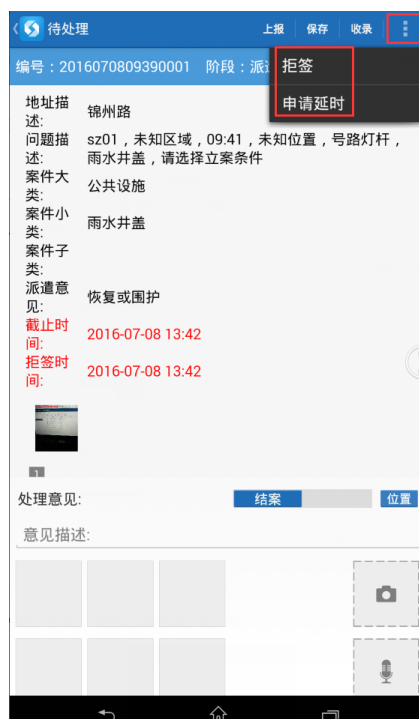 待处理 上报 保存 收录
编号：2016070809390001 阶段：派
拒签
申请延时
地址描
述: 锦州路
问题描 sz01，未知区域，09:41，未知位置，号路灯杆，
述: 雨水井盖，请选择立案条件
案件大
类: 公共设施
案件小
类: 雨水井盖
案件子
类:
派遣意
见: 恢复或围护
截止时
间: 2016-07-08 13:42
拒签时
间: 2016-07-08 13:42
1
处理意见: 结案 位置
意见描述: